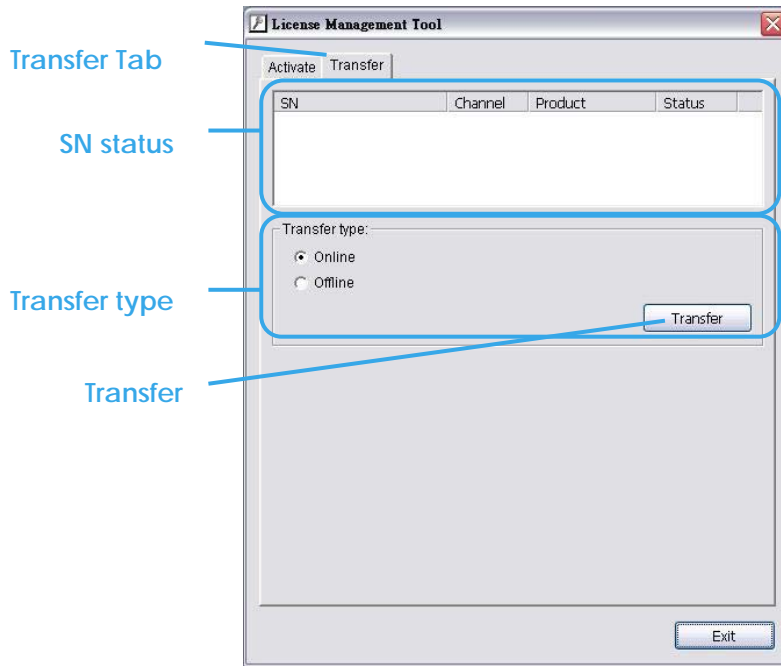 License Management Tool
Transfer Tab
Activate Transfer
SN Channel Product Status
SN status
Transfer type:
Online
Offline
Transfer type
Transfer
Transfer
Exit